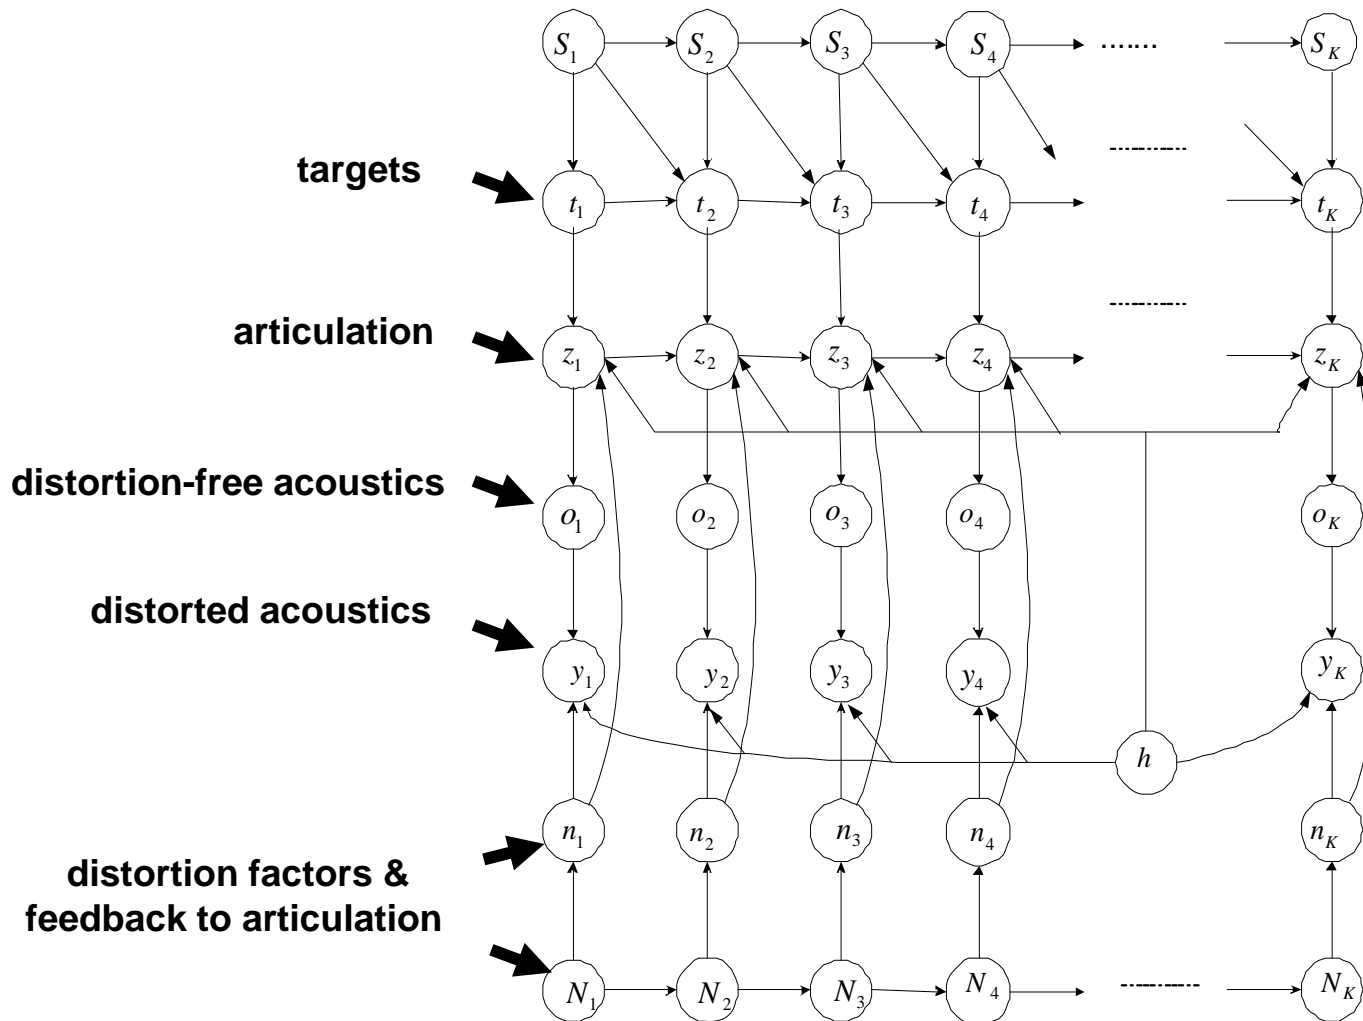 S1 S2 S3 S4 ....... SK
targets
t1 t2 t3 t4 tK
articulation
z1 z2 z3 z4 zK
distortion-free acoustics
o1 o2 o3 o4 oK
distorted acoustics
y1 y2 y3 y4 yK
h
n1 n2 n3 n4 nK
distortion factors &
feedback to articulation
N1 N2 N3 N4 NK